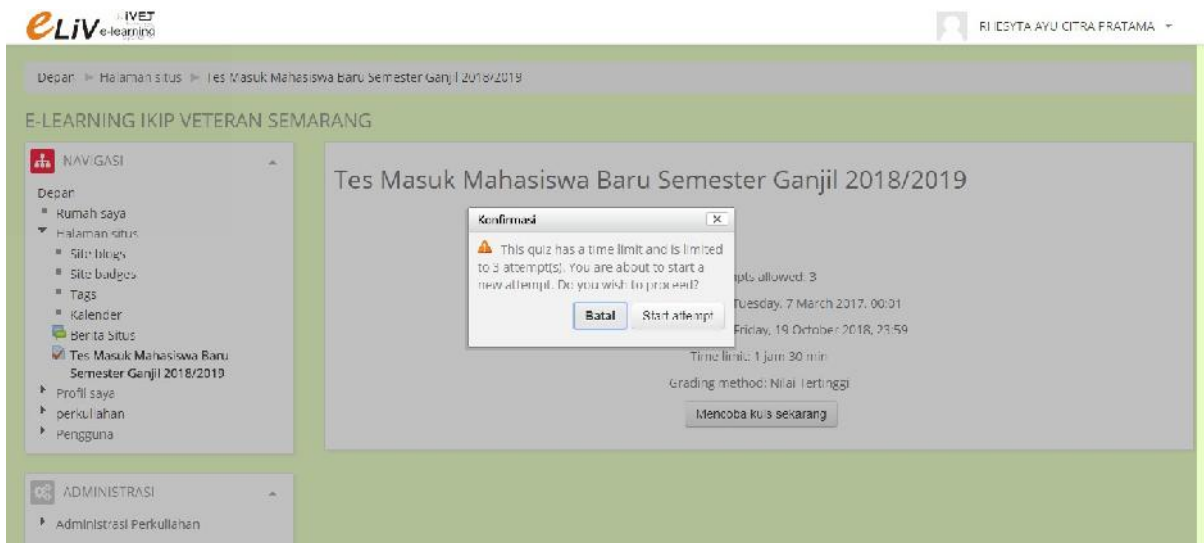 eLiV IVET
e-learning
RHESYTA AYU CITRA PRATAMA
Depan Halaman situs Tes Masuk Mahasiswa Baru Semester Ganjil 2018/2019
E-LEARNING IKIP VETERAN SEMARANG
NAVIGASI
Depan
Rumah saya
Halaman situs
Site blogs
Site badges
Tags
Kalender
Berita Situs
Tes Masuk Mahasiswa Baru
Semester Ganjil 2018/2019
Profil saya
perkuliahan
Pengguna
ADMINISTRASI
Administrasi Perkuliahan
Tes Masuk Mahasiswa Baru Semester Ganjil 2018/2019
Konfirmasi
This quiz has a time limit and is limited
to 3 attempt(s). You are about to start a
new attempt. Do you wish to proceed?
Batal Start attempt
allowed: 3
Tuesday, 7 March 2017, 00:01
Friday, 19 October 2018, 23:59
Time limit: 1 jam 30 min
Grading method: Nilai Tertinggi
Mencoba kuis sekarang